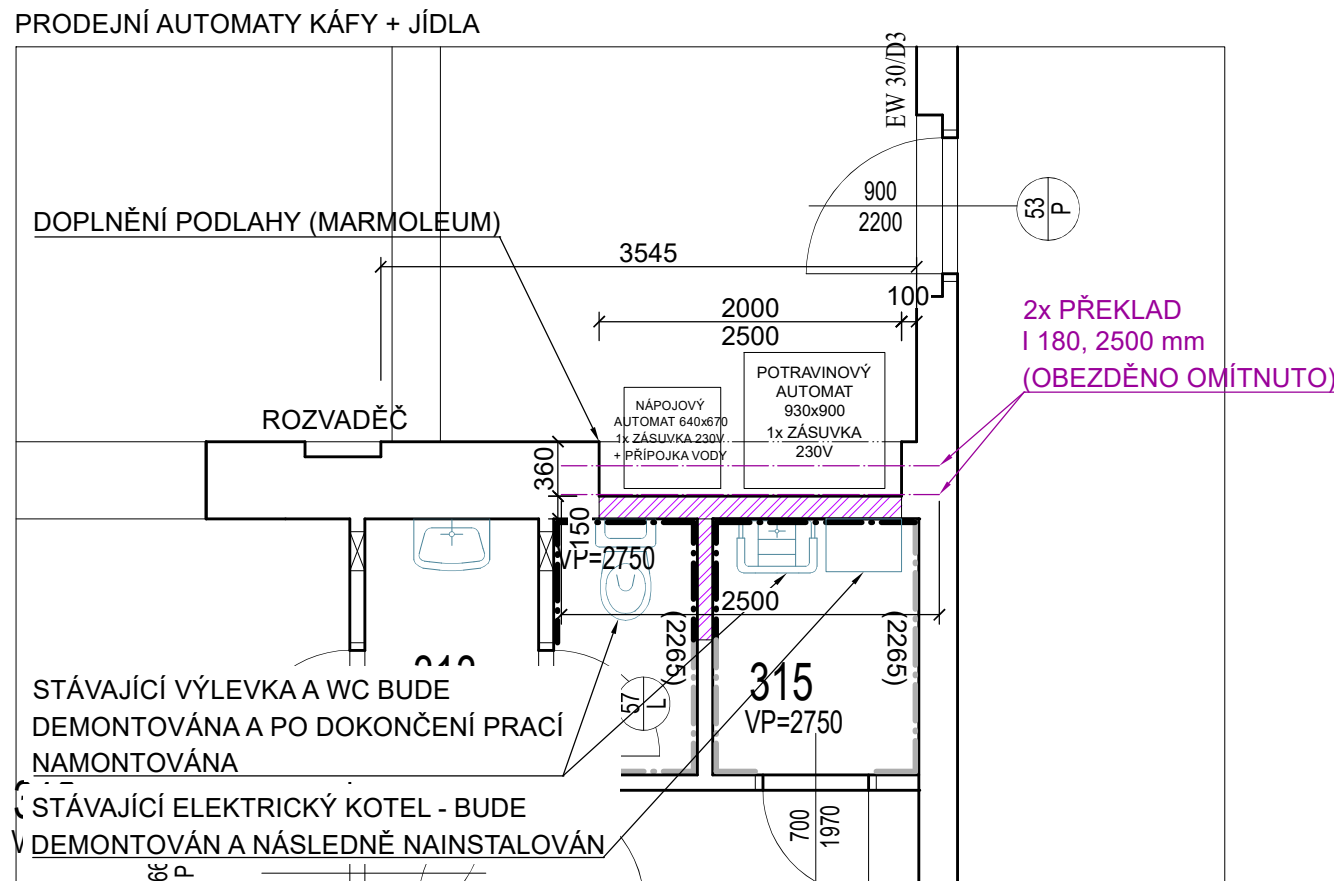 PRODEJNÍ AUTOMATY KÁFY + JÍDLA
EW 30/D3
900
2200
53
P
DOPLNĚNÍ PODLAHY (MARMOLEUM)
3545
100
2000
2500
2x PŘEKLAD
I 180, 2500 mm
(OBEZDĚNO OMÍTNUTO)
POTRAVINOVÝ
AUTOMAT
930x900
1x ZÁSUVKA
230V
NÁPOJOVÝ
AUTOMAT 640x670
1x ZÁSUVKA 230V
+ PŘÍPOJKA VODY
ROZVADĚČ
360
150
VP=2750
2500
(2265)
(2265)
315
VP=2750
57
L
STÁVAJÍCÍ VÝLEVKA A WC BUDE
DEMONTOVÁNA A PO DOKONČENÍ PRACÍ
NAMONTOVÁNA
STÁVAJÍCÍ ELEKTRICKÝ KOTEL - BUDE
DEMONTOVÁN A NÁSLEDNĚ NAINSTALOVÁN
700
1970
P